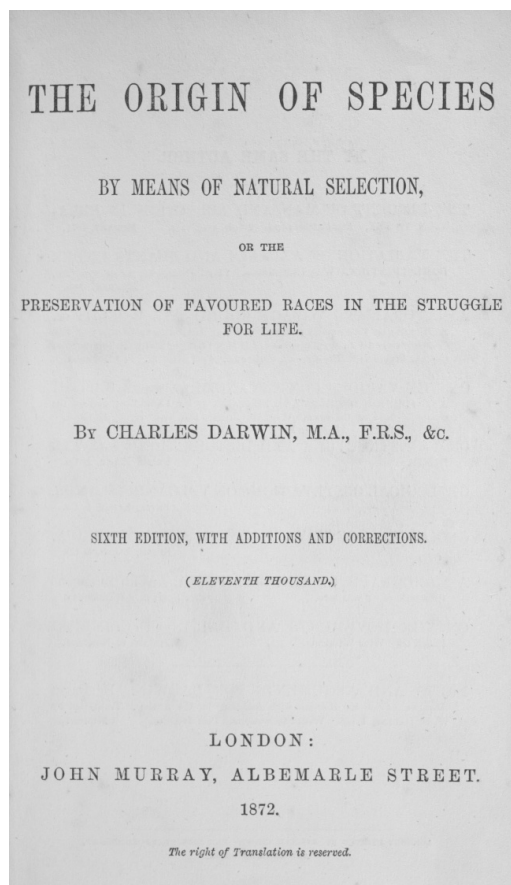 THE ORIGIN OF SPECIES
BY MEANS OF NATURAL SELECTION,
OR THE
PRESERVATION OF FAVOURED RACES IN THE STRUGGLE
FOR LIFE.
BY CHARLES DARWIN, M.A., F.R.S., &c.
SIXTH EDITION, WITH ADDITIONS AND CORRECTIONS.
(ELEVENTH THOUSAND.)
LONDON:
JOHN MURRAY, ALBEMARLE STREET.
1872.
The right of Translation is reserved.